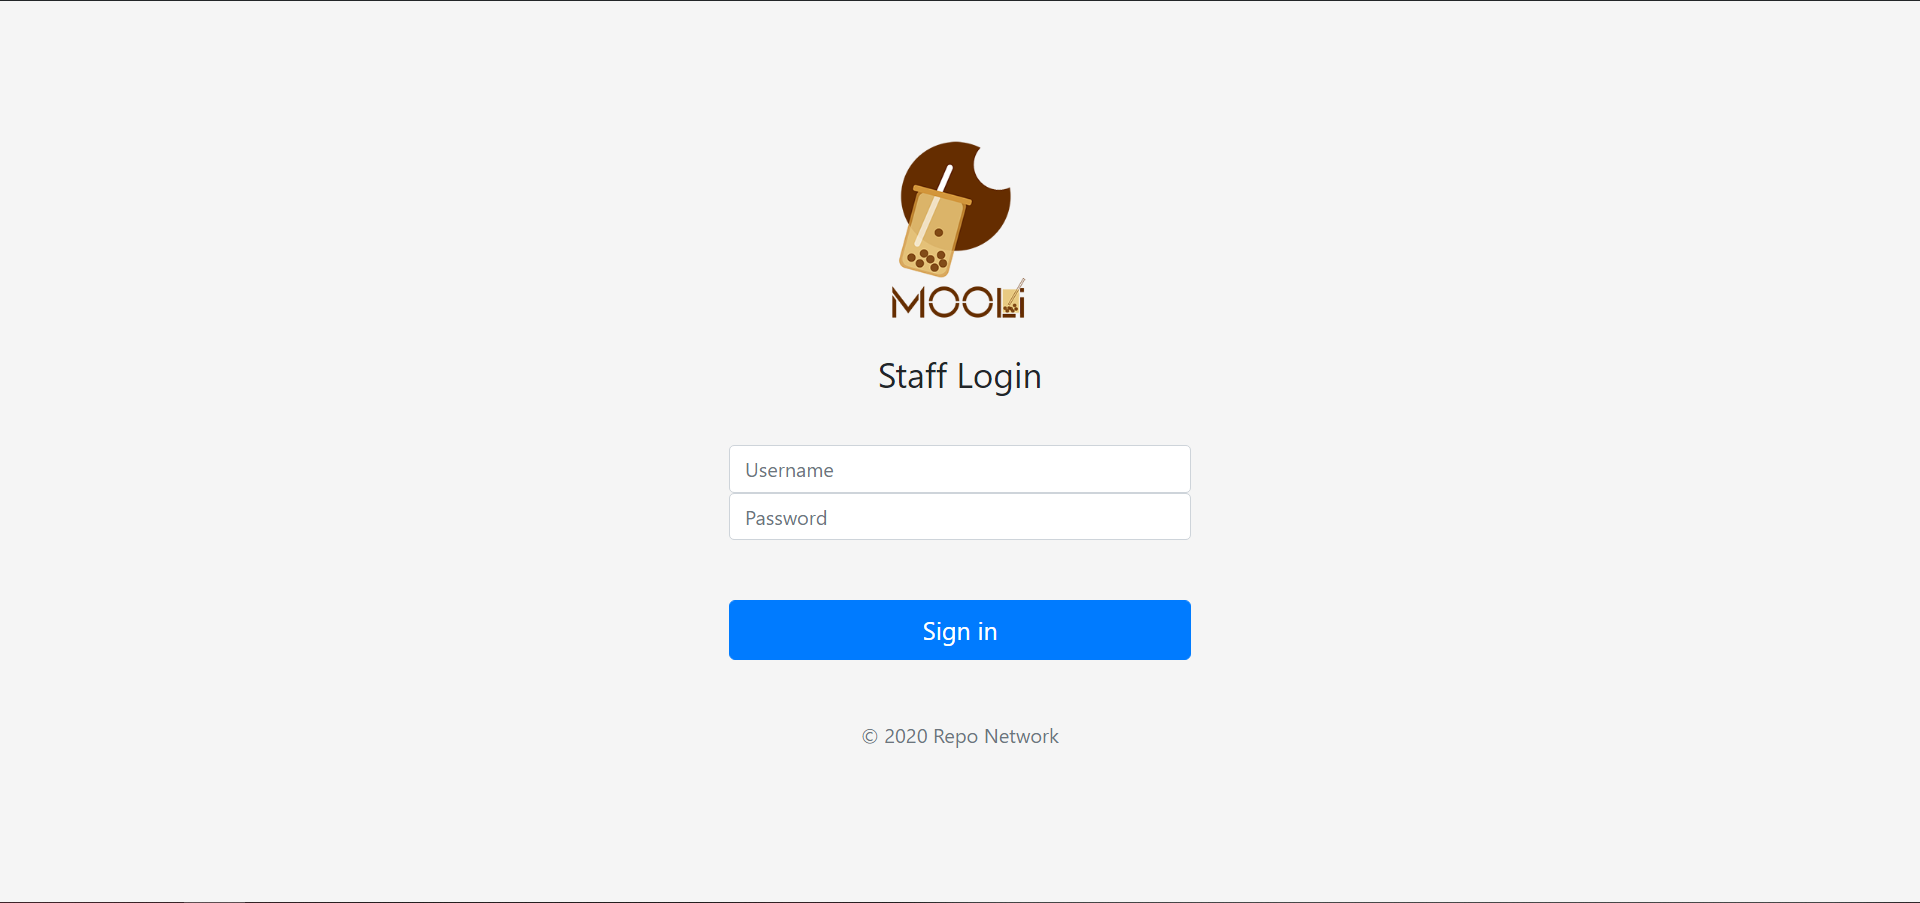 MOOLi
Staff Login
Username
Password
Sign in
© 2020 Repo Network